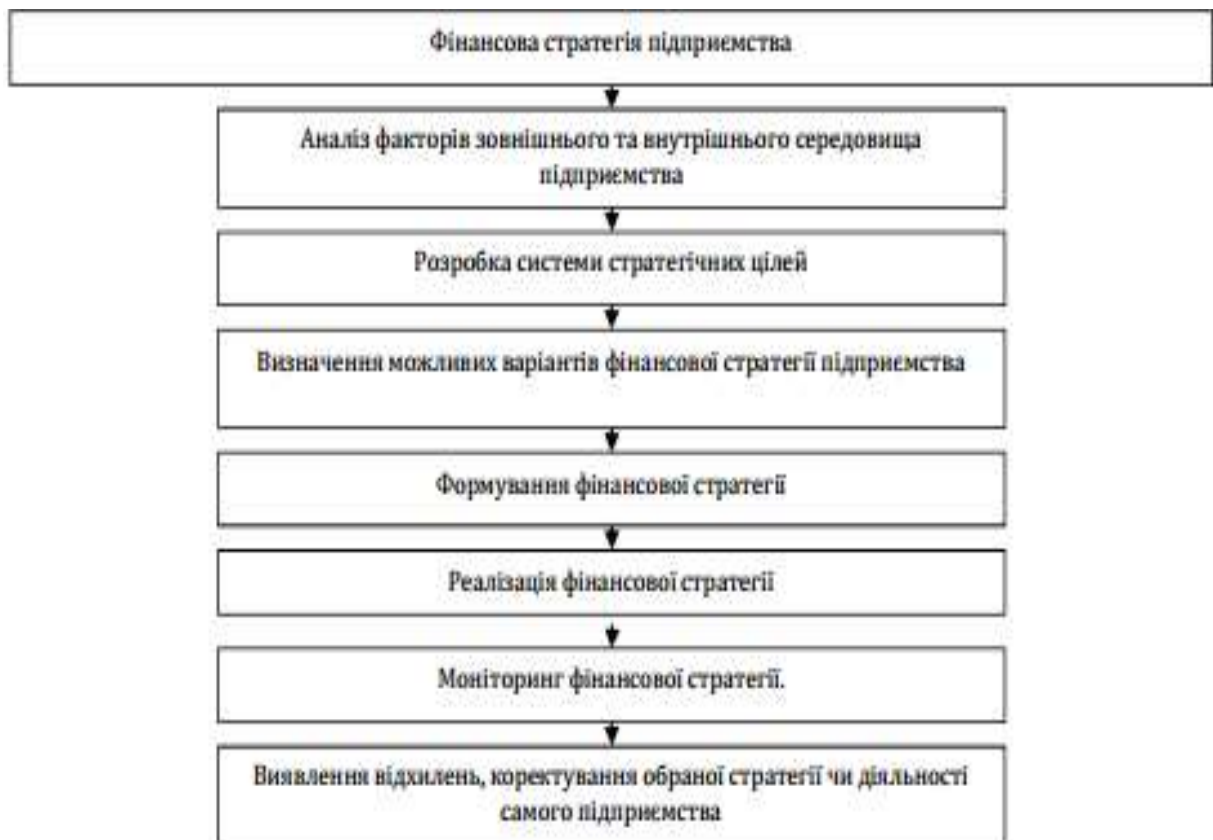 Фінансова стратегія підприємства
Аналіз факторів зовнішнього та внутрішнього середовища
підприємства
Розробка системи стратегічних цілей
Визначення можливих варіантів фінансової стратегії підприємства
Формування фінансової стратегії
Реалізація фінансової стратегії
Моніторинг фінансової стратегії.
Виявлення відхилень, коректування обраної стратегії чи діяльності
самого підприємства